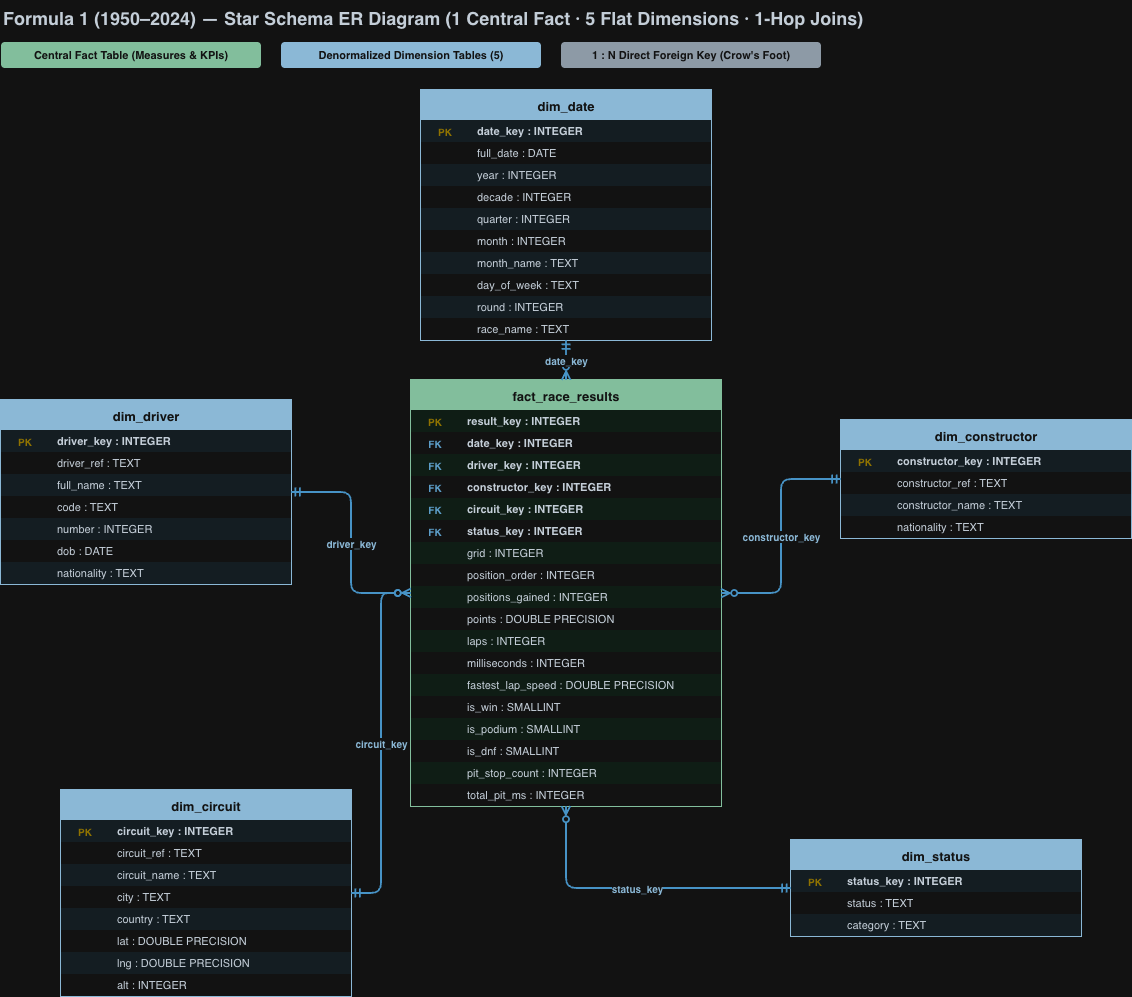 Formula 1 (1950–2024) — Star Schema ER Diagram (1 Central Fact · 5 Flat Dimensions · 1-Hop Joins)
Central Fact Table (Measures & KPIs)
Denormalized Dimension Tables (5)
1 : N Direct Foreign Key (Crow's Foot)
dim_date
PK date_key : INTEGER
full_date : DATE
year : INTEGER
decade : INTEGER
quarter : INTEGER
month : INTEGER
month_name : TEXT
day_of_week : TEXT
round : INTEGER
race_name : TEXT
date_key
dim_driver
PK driver_key : INTEGER
driver_ref : TEXT
full_name : TEXT
code : TEXT
number : INTEGER
dob : DATE
nationality : TEXT
driver_key
fact_race_results
PK result_key : INTEGER
FK date_key : INTEGER
FK driver_key : INTEGER
FK constructor_key : INTEGER
FK circuit_key : INTEGER
FK status_key : INTEGER
grid : INTEGER
position_order : INTEGER
positions_gained : INTEGER
points : DOUBLE PRECISION
laps : INTEGER
milliseconds : INTEGER
fastest_lap_speed : DOUBLE PRECISION
is_win : SMALLINT
is_podium : SMALLINT
is_dnf : SMALLINT
pit_stop_count : INTEGER
total_pit_ms : INTEGER
constructor_key
dim_constructor
PK constructor_key : INTEGER
constructor_ref : TEXT
constructor_name : TEXT
nationality : TEXT
circuit_key
dim_circuit
PK circuit_key : INTEGER
circuit_ref : TEXT
circuit_name : TEXT
city : TEXT
country : TEXT
lat : DOUBLE PRECISION
lng : DOUBLE PRECISION
alt : INTEGER
status_key
dim_status
PK status_key : INTEGER
status : TEXT
category : TEXT